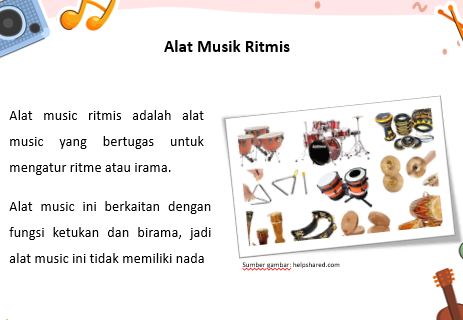 Alat Musik Ritmis
Alat music ritmis adalah alat
music yang bertugas untuk
mengatur ritme atau irama.
Alat music ini berkaitan dengan
fungsi ketukan dan birama, jadi
alat music ini tidak memiliki nada
Sumber gambar: helpshared.com